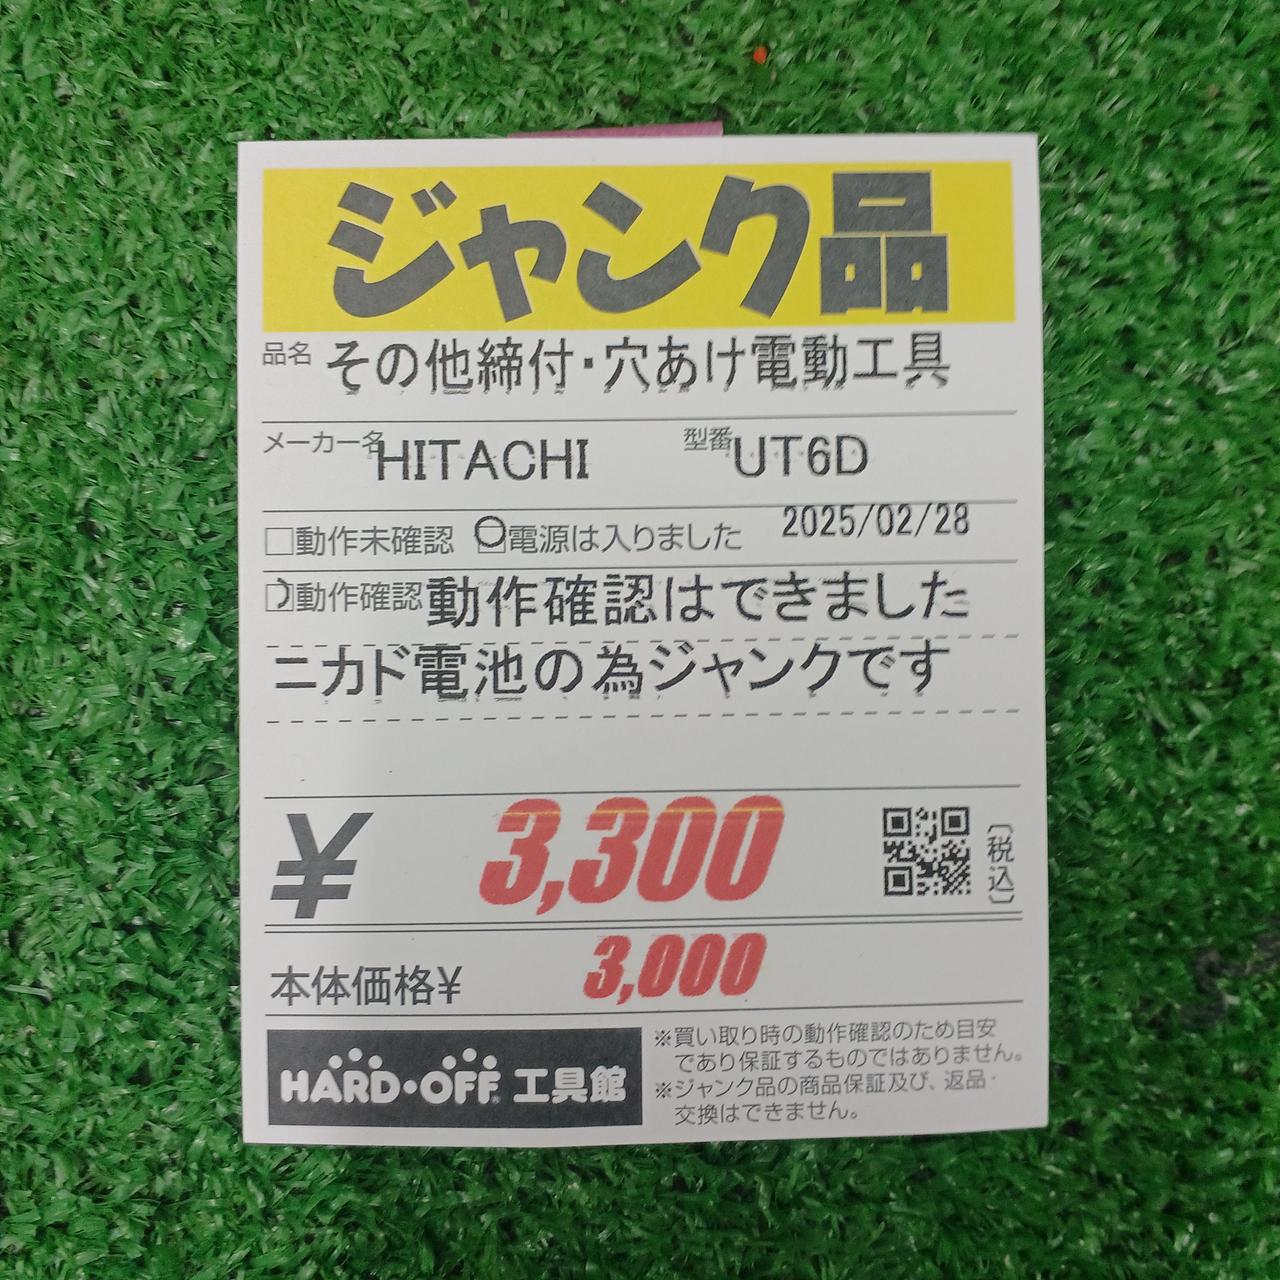 ジャンク品
品名 その他締付・穴あけ電動工具
メーカー名 HITACHI 型番 UT6D
□動作未確認 □電源は入りました 2025/02/28
□動作確認 動作確認はできました
ニカド電池の為ジャンクです
¥ 3,300 〔税込〕
本体価格¥ 3,000
HARD・OFF 工具館
※買い取り時の動作確認のため目安
であり保証するものではありません。
※ジャンク品の商品保証及び、返品・
交換はできません。